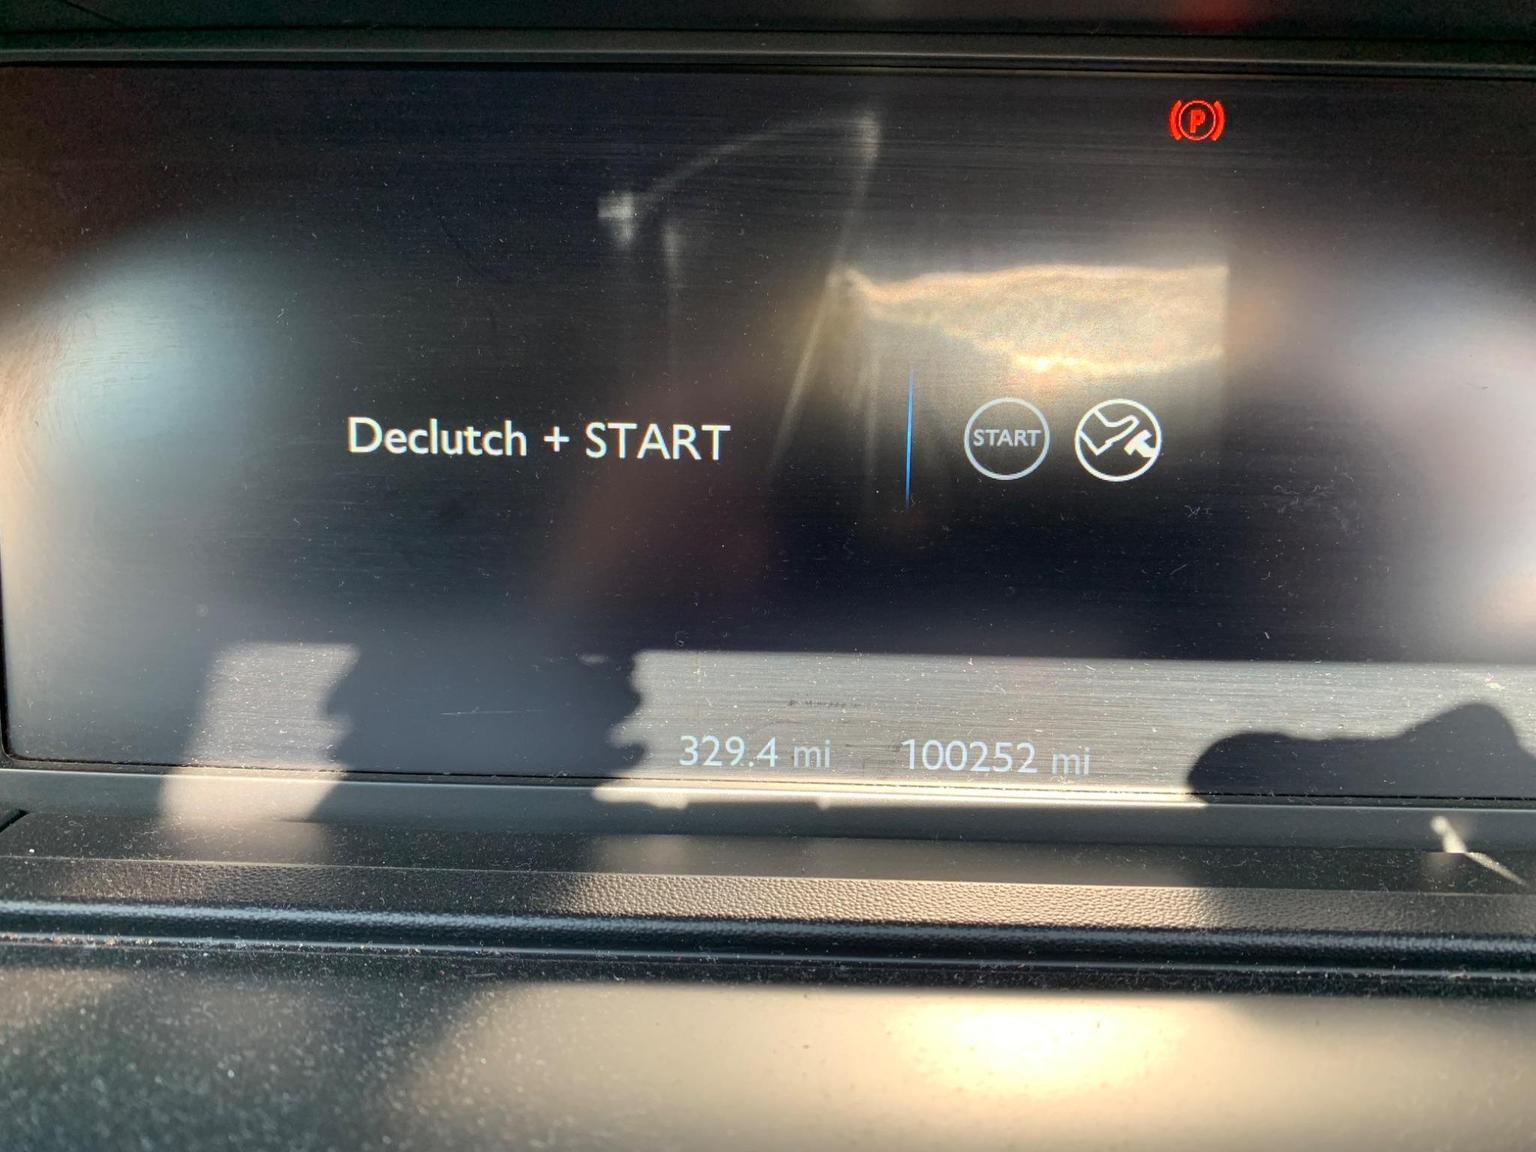 P
Declutch + START
START
329.4 mi
100252 mi